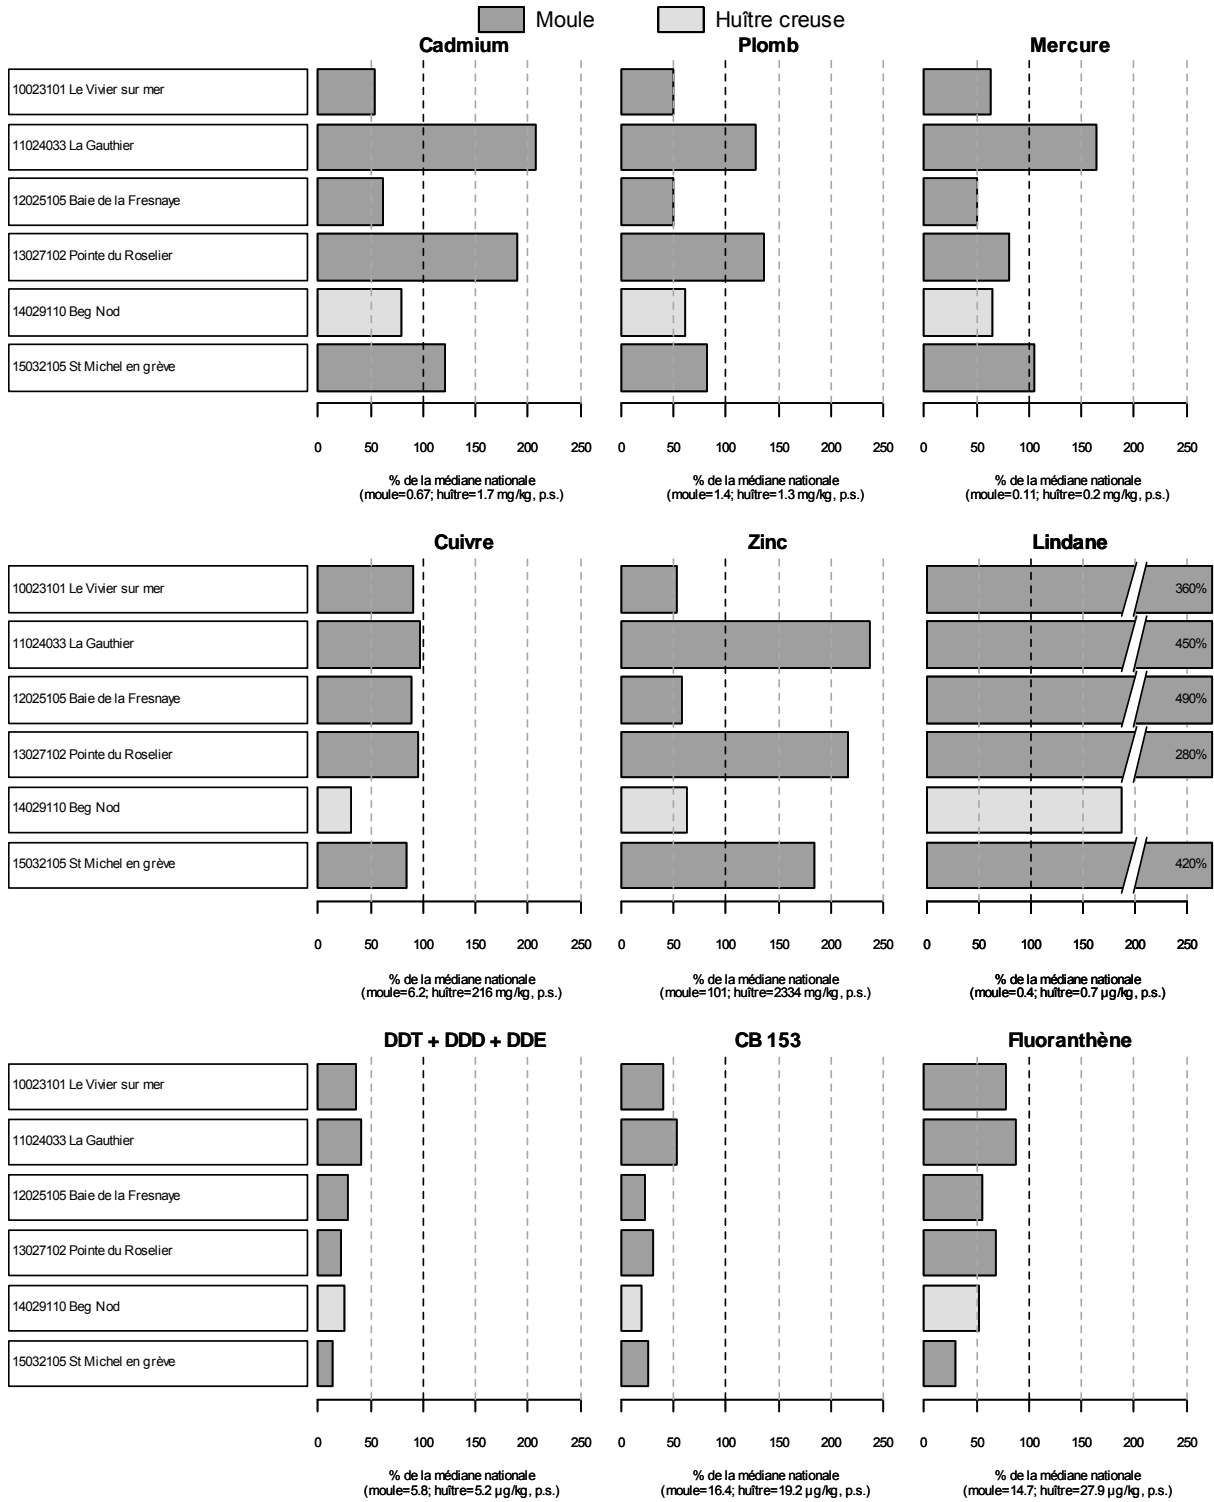 Moule Huître creuse
Cadmium Plomb Mercure
10023101 Le Vivier sur mer
11024033 La Gauthier
12025105 Baie de la Fresnaye
13027102 Pointe du Roselier
14029110 Beg Nod
15032105 St Michel en grève
0 50 100 150 200 250 0 50 100 150 200 250 0 50 100 150 200 250
% de la médiane nationale % de la médiane nationale % de la médiane nationale
(moule=0.67; huître=1.7 mg/kg, p.s.) (moule=1.4; huître=1.3 mg/kg, p.s.) (moule=0.11; huître=0.2 mg/kg, p.s.)
Cuivre Zinc Lindane
10023101 Le Vivier sur mer 360%
11024033 La Gauthier 450%
12025105 Baie de la Fresnaye 490%
13027102 Pointe du Roselier 280%
14029110 Beg Nod
15032105 St Michel en grève 420%
0 50 100 150 200 250 0 50 100 150 200 250 0 50 100 150 200 250
% de la médiane nationale % de la médiane nationale % de la médiane nationale
(moule=6.2; huître=216 mg/kg, p.s.) (moule=101; huître=2334 mg/kg, p.s.) (moule=0.4; huître=0.7 µg/kg, p.s.)
DDT + DDD + DDE CB 153 Fluoranthène
10023101 Le Vivier sur mer
11024033 La Gauthier
12025105 Baie de la Fresnaye
13027102 Pointe du Roselier
14029110 Beg Nod
15032105 St Michel en grève
0 50 100 150 200 250 0 50 100 150 200 250 0 50 100 150 200 250
% de la médiane nationale % de la médiane nationale % de la médiane nationale
(moule=5.8; huître=5.2 µg/kg, p.s.) (moule=16.4; huître=19.2 µg/kg, p.s.) (moule=14.7; huître=27.9 µg/kg, p.s.)